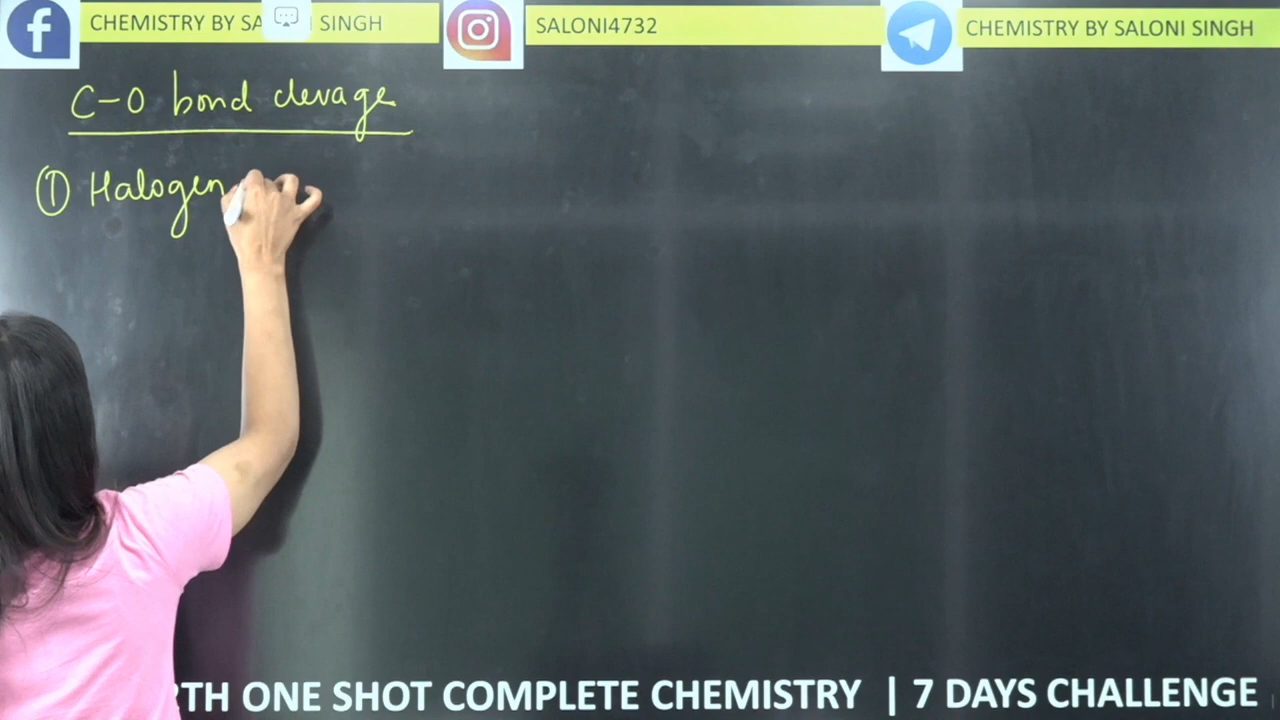 CHEMISTRY BY SA SINGH
SALONI4732
CHEMISTRY BY SALONI SINGH
C-O bond clevage
① Halogen
RTH ONE SHOT COMPLETE CHEMISTRY | 7 DAYS CHALLENGE